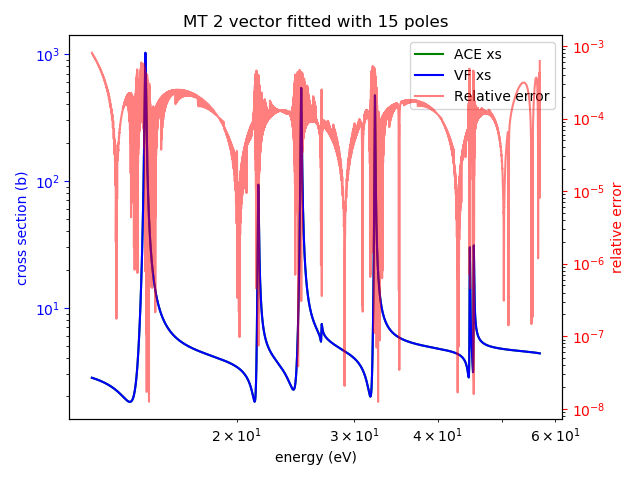 MT 2 vector fitted with 15 poles
ACE xs
VF xs
Relative error
cross section (b)
10³
10²
10¹
relative error
10⁻³
10⁻⁴
10⁻⁵
10⁻⁶
10⁻⁷
10⁻⁸
2 × 10¹ 3 × 10¹ 4 × 10¹ 6 × 10¹
energy (eV)